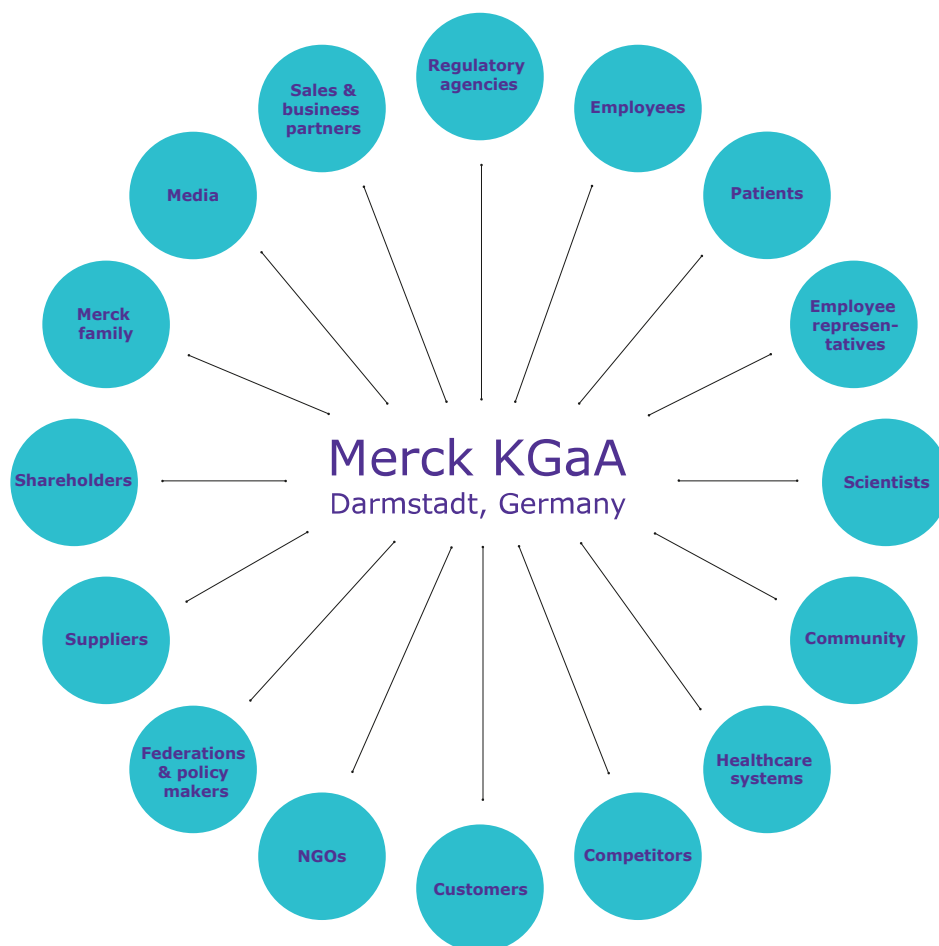 Regulatory
agencies
Employees
Patients
Employee
represen-
tatives
Scientists
Community
Healthcare
systems
Competitors
Customers
NGOs
Federations
& policy
makers
Suppliers
Shareholders
Merck
family
Media
Sales &
business
partners
Merck KGaA
Darmstadt, Germany